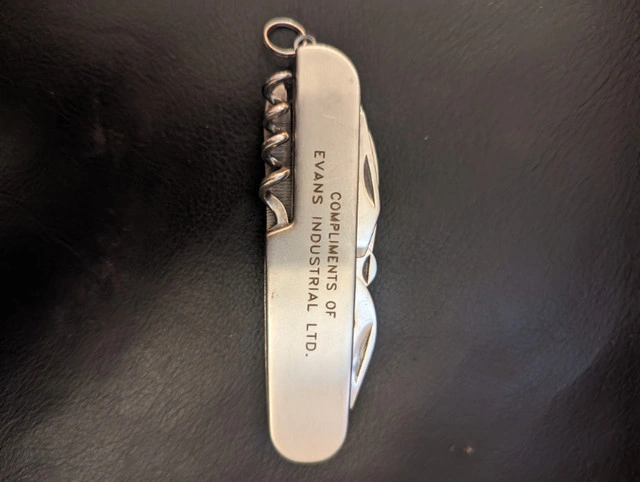 COMPLIMENTS OF
EVANS INDUSTRIAL LTD.